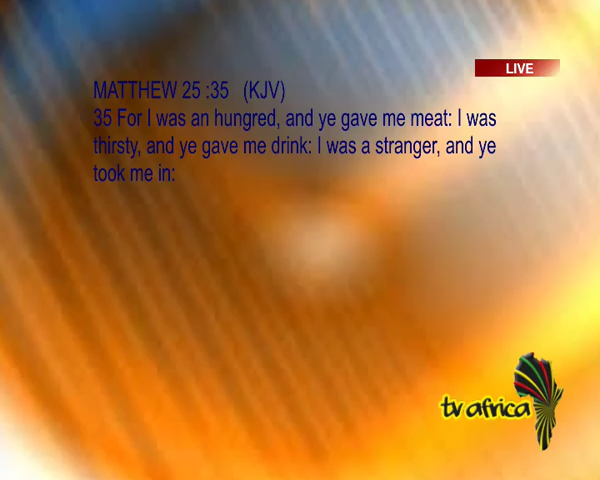 LIVE
MATTHEW 25 :35 (KJV)
35 For I was an hungred, and ye gave me meat: I was
thirsty, and ye gave me drink: I was a stranger, and ye
took me in:
tv africa